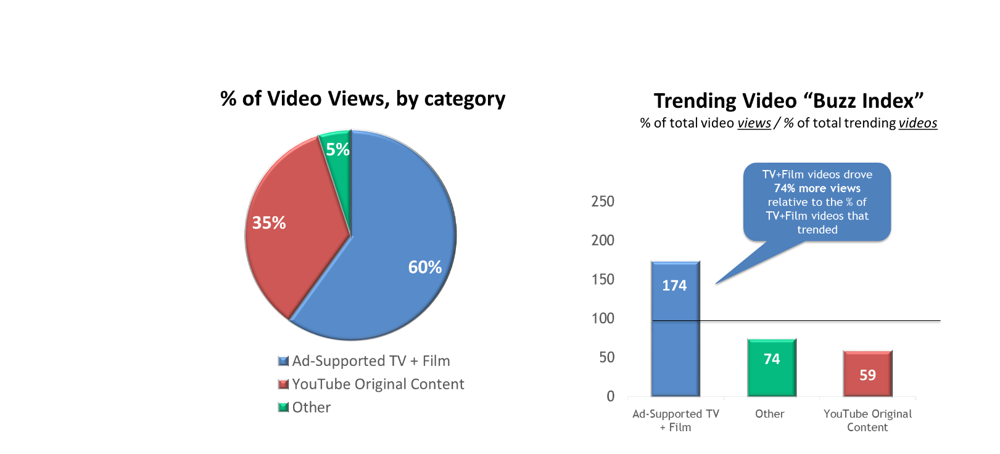 % of Video Views, by category
5%
35%
60%
Ad-Supported TV + Film
YouTube Original Content
Other
Trending Video “Buzz Index”
% of total video views / % of total trending videos
TV+Film videos drove
74% more views
relative to the % of
TV+Film videos that
trended
250
200
150
100
50
0
174
74
59
Ad-Supported TV
+ Film
Other
YouTube Original
Content